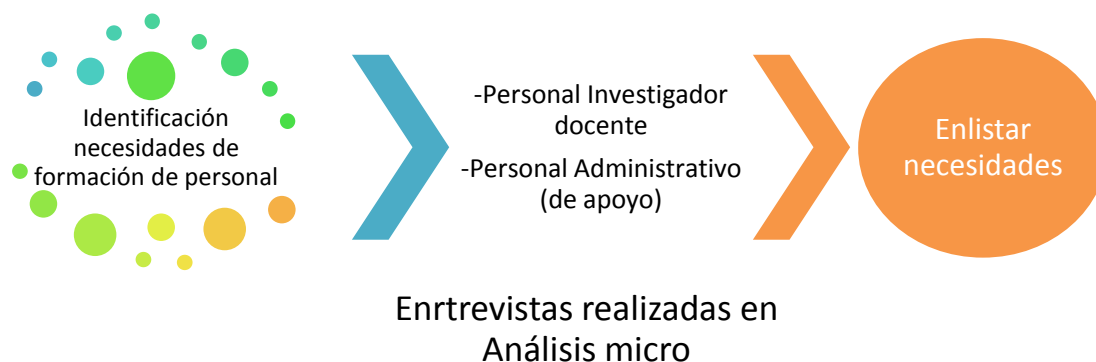 Identificación
necesidades de
formación de personal
-Personal Investigador
docente
-Personal Administrativo
(de apoyo)
Enlistar
necesidades
Enrtrevistas realizadas en
Análisis micro